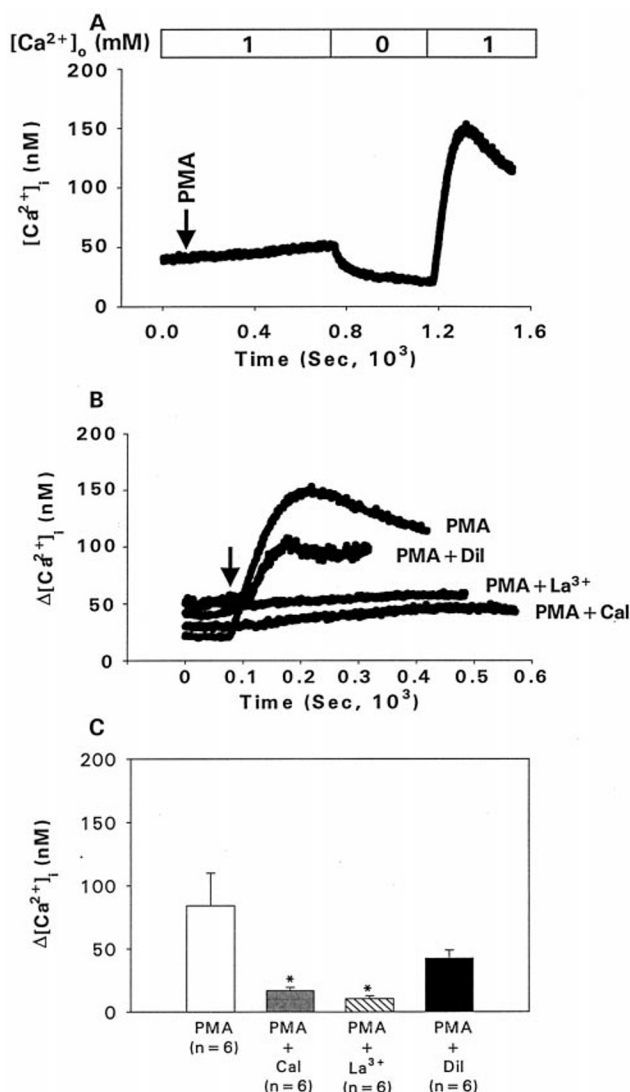 A
[Ca²⁺]ₒ (mM) 1 0 1
200
150
100
50
0
[Ca²⁺]ᵢ (nM)
PMA
0.0 0.4 0.8 1.2 1.6
Time (Sec, 10³)
B
200
150
100
50
0
Δ[Ca²⁺]ᵢ (nM)
PMA
PMA+Dil
PMA+La³⁺
PMA+Cal
0 0.1 0.2 0.3 0.4 0.5 0.6
Time (Sec, 10³)
C
200
150
100
50
0
Δ[Ca²⁺]ᵢ (nM)
* *
PMA PMA PMA PMA
(n=6) + + +
Cal La³⁺ Dil
(n=6) (n=6) (n=6)